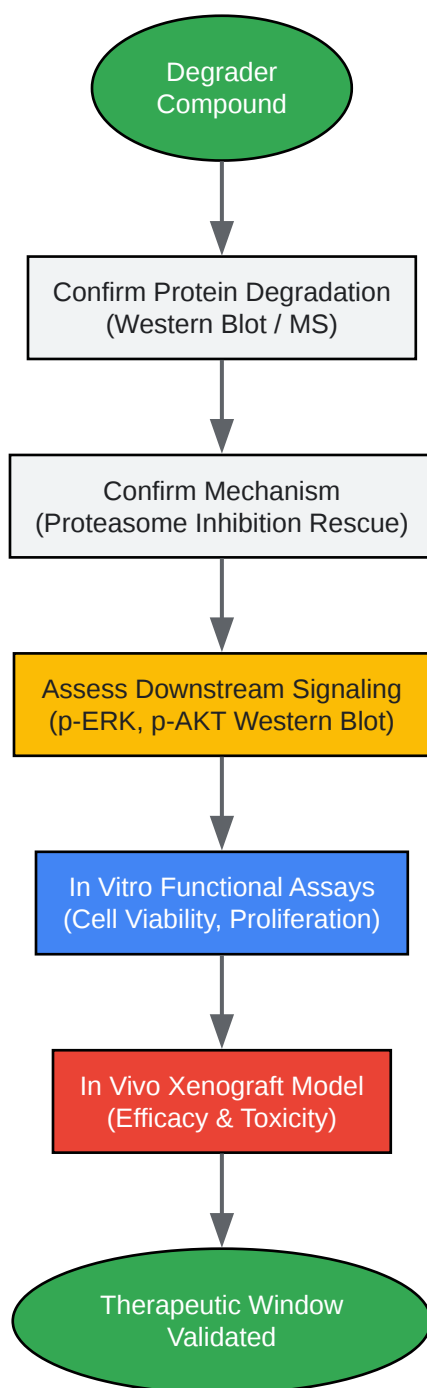 Degrader
Compound
Confirm Protein Degradation
(Western Blot / MS)
Confirm Mechanism
(Proteasome Inhibition Rescue)
Assess Downstream Signaling
(p-ERK, p-AKT Western Blot)
In Vitro Functional Assays
(Cell Viability, Proliferation)
In Vivo Xenograft Model
(Efficacy & Toxicity)
Therapeutic Window
Validated